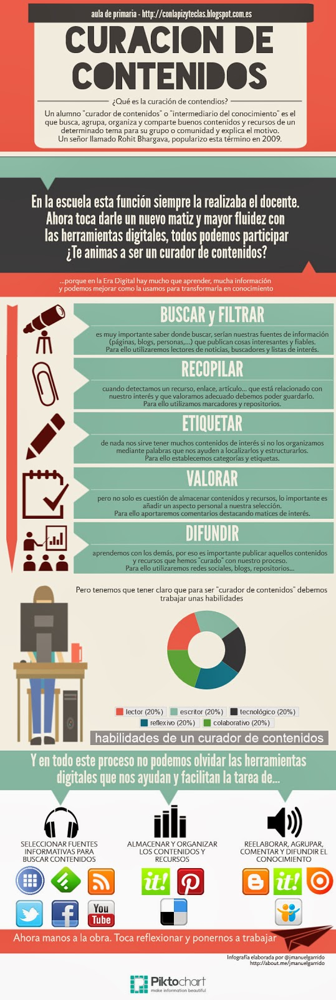 aula de primaria - http://conlapizyteclas.blogspot.com.es
CURACION DE
CONTENIDOS
¿Qué es la curación de contendios?
Un alumno "curador de contenidos" o "intermediario del conocimiento" es el
que busca, agrupa, organiza y comparte buenos contenidos y recursos de un
determinado tema para su grupo o comunidad y explica el motivo.
Un señor llamado Rohit Bhargava, popularizo esta término en 2009.
En la escuela esta función siempre la realizaba el docente.
Ahora toca darle un nuevo matiz y mayor fluidez con
las herramientas digitales, todos podemos participar
¿Te animas a ser un curador de contenidos?
...porque en la Era Digital hay mucho que aprender, mucha información
y podemos mejorar como la usamos para transformarla en conocimiento
BUSCAR y FILTRAR
es muy importante saber donde buscar, serían nuestras fuentes de información
(páginas, blogs, personas,...) que publican cosas interesantes y fiables.
Para ello utilizaremos lectores de noticias, buscadores y listas de interés.
RECOPILAR
cuando detectamos un recurso, enlace, artículo... que está relacionado con
nuestro interés y que valoramos adecuado debemos poder guardarlo.
Para ello utilizamos marcadores y repositorios.
ETIQUETAR
de nada nos sirve tener muchos contenidos de interés si no los organizamos
mediante palabras que nos ayuden a localizarlos y estructurarlos.
Para ello establecemos categorías y etiquetas.
VALORAR
pero no solo es cuestión de almacenar contenidos y recursos, lo importante es
añadir un aspecto personal a nuestra selección.
Para ello aportaremos comentarios destacando matices de interés.
DIFUNDIR
aprendemos con los demás, por eso es importante publicar aquellos contenidos
y recursos que hemos "curado" con nuestro proceso.
Para ello utilizaremos redes sociales, blogs, repositorios...
Pero tenemos que tener claro que para ser "curador de contenidos" debemos
trabajar unas habilidades
lector (20%) escritor (20%) tecnológico (20%)
reflexivo (20%) colaborativo (20%)
habilidades de un curador de contenidos
Y en todo este proceso no podemos olvidar las herramientas
digitales que nos ayudan y facilitan la tarea de...
SELECCIONAR FUENTES
INFORMATIVAS PARA
BUSCAR CONTENIDOS
You
Tube
ALMACENAR Y ORGANIZAR
LOS CONTENIDOS Y
RECURSOS
it!
REELABORAR, AGRUPAR,
COMENTAR Y DIFUNDIR EL
CONOCIMIENTO
it!
Ahora manos a la obra. Toca reflexionar y ponernos a trabajar
Infografía elaborada por @jmanuelgarrido
http://about.me/jmanuelgarrido
Piktochart
make information beautiful